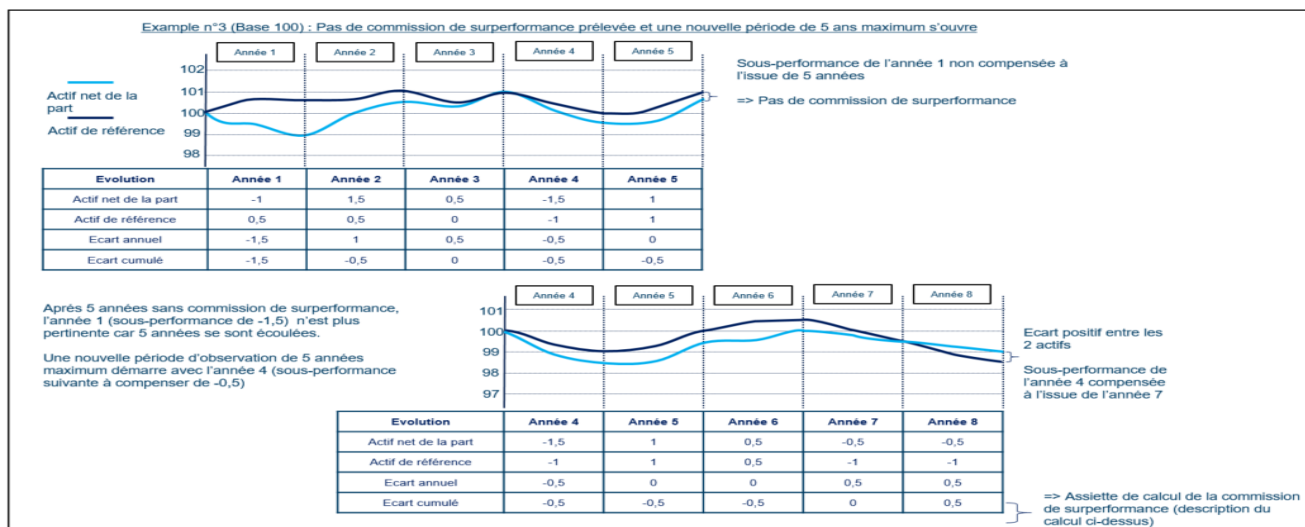 Example n°3 (Base 100) : Pas de commission de surperformance prélevée et une nouvelle période de 5 ans maximum s'ouvre
Année 1 Année 2 Année 3 Année 4 Année 5
102
101
100
99
98
Actif net de la
part
Actif de référence
Sous-performance de l'année 1 non compensée à
l'issue de 5 années
=> Pas de commission de surperformance
Evolution Année 1 Année 2 Année 3 Année 4 Année 5
Actif net de la part -1 1,5 0,5 -1,5 1
Actif de référence 0,5 0,5 0 -1 1
Ecart annuel -1,5 1 0,5 -0,5 0
Ecart cumulé -1,5 -0,5 0 -0,5 -0,5
Après 5 années sans commission de surperformance,
l'année 1 (sous-performance de -1,5) n'est plus
pertinente car 5 années se sont écoulées.
Une nouvelle période d'observation de 5 années
maximum démarre avec l'année 4 (sous-performance
suivante à compenser de -0,5)
Année 4 Année 5 Année 6 Année 7 Année 8
101
100
99
98
97
Ecart positif entre les
2 actifs
Sous-performance de
l'année 4 compensée
à l'issue de l'année 7
Evolution Année 4 Année 5 Année 6 Année 7 Année 8
Actif net de la part -1,5 1 0,5 -0,5 -0,5
Actif de référence -1 1 0,5 -1 -1
Ecart annuel -0,5 0 0 0,5 0,5
Ecart cumulé -0,5 -0,5 -0,5 0 0,5
=> Assiette de calcul de la commission
de surperformance (description du
calcul ci-dessus)